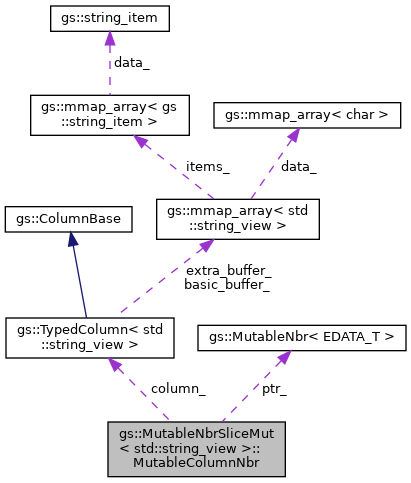 gs::string_item
data_
gs::mmap_array< gs
::string_item >
gs::mmap_array< char >
items_
data_
gs::ColumnBase
gs::mmap_array< std
::string_view >
extra_buffer_
basic_buffer_
gs::TypedColumn< std
::string_view >
gs::MutableNbr< EDATA_T >
column_
ptr_
gs::MutableNbrSliceMut
< std::string_view >::
MutableColumnNbr